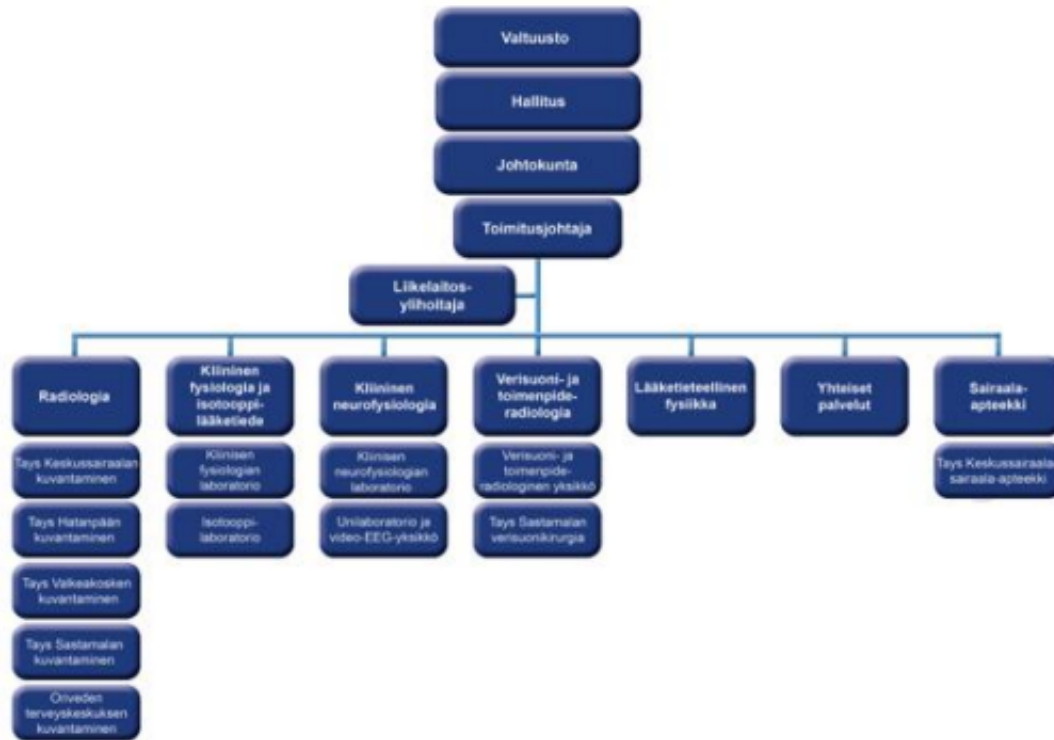 Valtuusto
Hallitus
Johtokunta
Toimitusjohtaja
Liikelaitos-
ylihoitaja
Radiologia
Tays Keskussairaalan
kuvantaminen
Tays Hatanpään
kuvantaminen
Tays Valkeakosken
kuvantaminen
Tays Sastamalan
kuvantaminen
Oriveden
terveyskeskuksen
kuvantaminen
Kliininen
fysiologia ja
isotooppi-
lääketiede
Kliinisen
fysiologian
laboratorio
Isotooppi-
laboratorio
Kliininen
neurofysiologia
Kliinisen
neurofysiologian
laboratorio
Unilaboratorio ja
video-EEG-yksikkö
Verisuoni- ja
toimenpide-
radiologia
Verisuoni- ja
toimenpide-
radiologinen yksikkö
Tays Sastamalan
verisuonikirurgia
Lääketieteellinen
fysiikka
Yhteiset
palvelut
Sairaala-
apteekki
Tays Keskussairaala
sairaala-apteekki